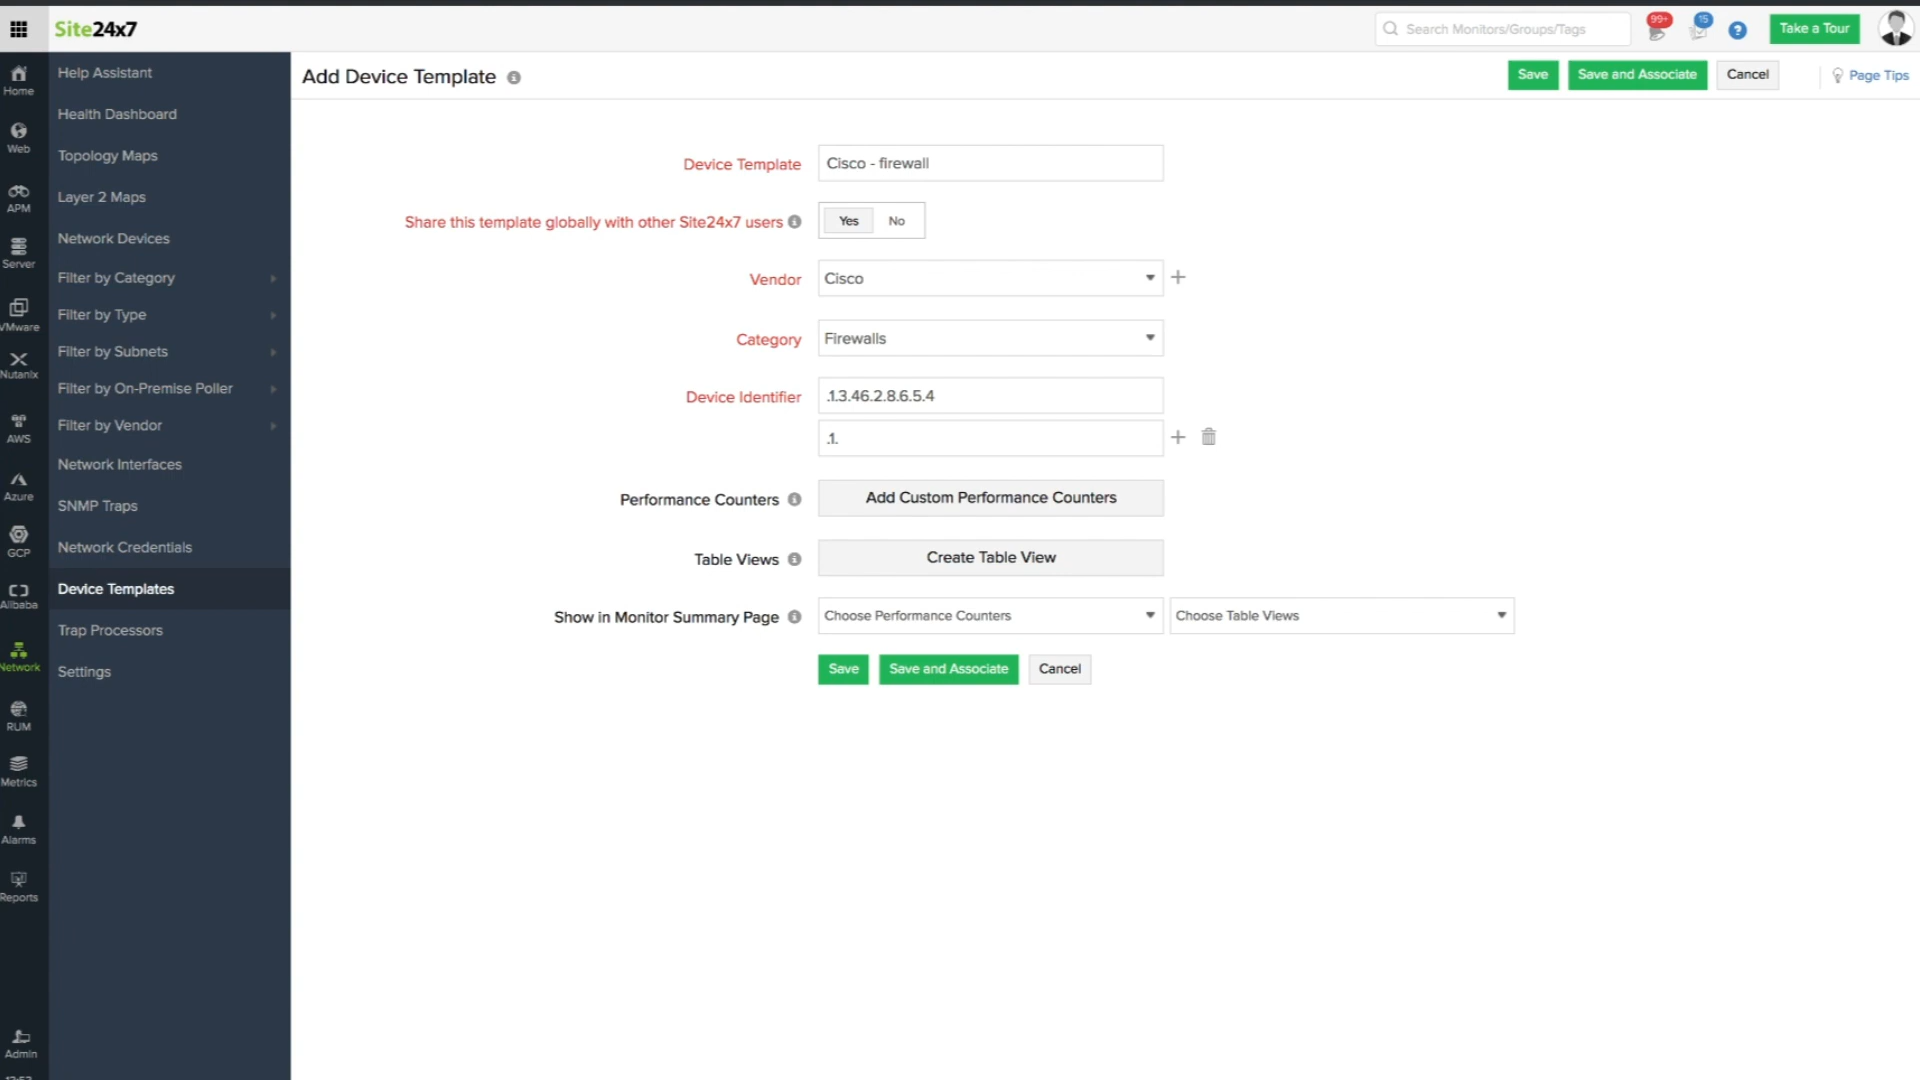 Site24x7
Search Monitors/Groups/Tags
99+
15
?
Take a Tour
Home
Web
APM
Server
VMware
Nutanix
AWS
Azure
GCP
Alibaba
Network
RUM
Metrics
Alarms
Reports
Admin
Help Assistant
Health Dashboard
Topology Maps
Layer 2 Maps
Network Devices
Filter by Category
Filter by Type
Filter by Subnets
Filter by On-Premise Poller
Filter by Vendor
Network Interfaces
SNMP Traps
Network Credentials
Device Templates
Trap Processors
Settings
Add Device Template
Save
Save and Associate
Cancel
Page Tips
Device Template Cisco - firewall
Share this template globally with other Site24x7 users Yes No
Vendor Cisco
Category Firewalls
Device Identifier .1.3.46.2.8.6.5.4
.1.
Performance Counters Add Custom Performance Counters
Table Views Create Table View
Show in Monitor Summary Page Choose Performance Counters Choose Table Views
Save Save and Associate Cancel